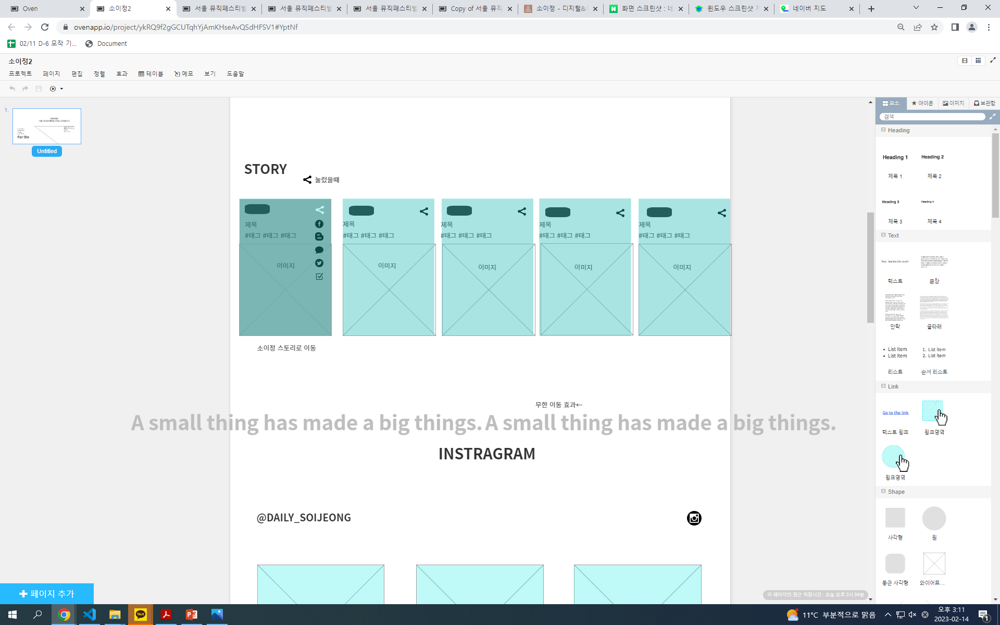 Oven
소이정2
서울 뮤직페스티벌
서울 뮤직페스티벌
서울 뮤직페스티벌
Copy of 서울 뮤직
소이정 - 디지털&
화면 스크린샷 : 네
윈도우 스크린샷
네이버 지도
ovenapp.io/project/ykRQ9f2gGCUTqhYjAmKHseAvQSdHFSV1#YptNf
02/11 D-6 모작 기...
Document
소이정2
프로젝트 페이지 편집 정렬 효과 테이블 메모 보기 도움말
1.
For the
Untitled
STORY
눌렀을때
제목
#태그 #태그 #태그
이미지
제목
#태그 #태그 #태그
이미지
제목
#태그 #태그 #태그
이미지
제목
#태그 #태그 #태그
이미지
제목
#태그 #태그 #태그
이미지
소이정 스토리로 이동
무한 이동 효과←
A small thing has made a big things. A small thing has made a big things.
INSTRAGRAM
@DAILY_SOIJEONG
요소 아이콘 이미지 보관함
검색
Heading
Heading 1 Heading 2
제목 1 제목 2
Heading 3 Heading 4
제목 3 제목 4
Text
Text - Double click to edit
텍스트 문장
단락 글타래
• List item 1. List item
• List item 2. List item
리스트 순서 리스트
Link
Go to the link
텍스트 링크 링크영역
링크영역
Shape
사각형 원
둥근 사각형 와이어프...
페이지 추가
이 페이지의 최근 저장시간 : 오늘 오후 2시 54분
TALK
11°C 부분적으로 맑음
오후 3:11
2023-02-14
1